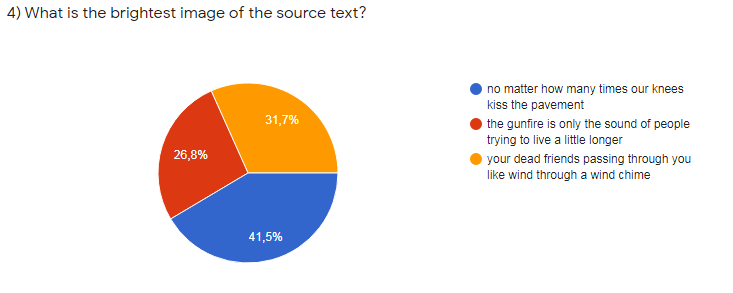 4) What is the brightest image of the source text?
31,7%
26,8%
41,5%
no matter how many times our knees
kiss the pavement
the gunfire is only the sound of people
trying to live a little longer
your dead friends passing through you
like wind through a wind chime